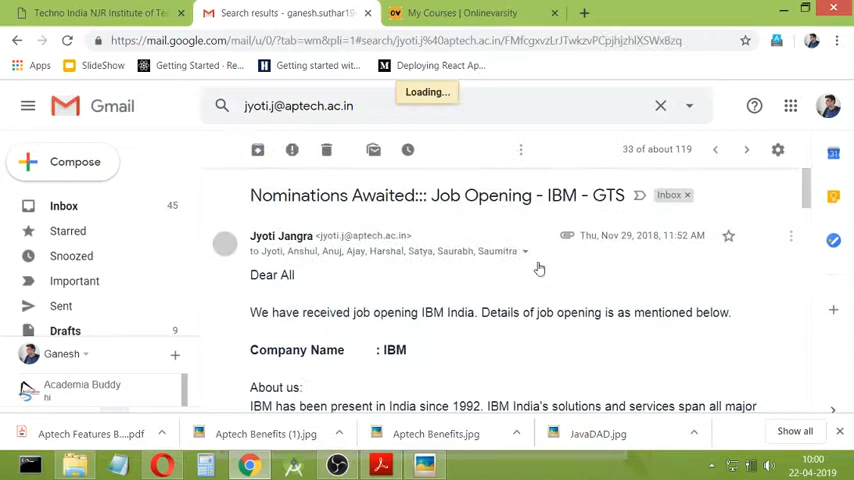 Techno India NJR Institute of Te
Search results - ganesh.suthar19
My Courses | Onlinevarsity
https://mail.google.com/mail/u/0/?tab=wm&pli=1#search/jyoti.j%40aptech.ac.in/FMfcgxvzLrJTwkzvPCpjhjzhlXSWxBzq
Apps
SlideShow
Getting Started · Re...
Getting started wit...
Deploying React Ap...
Loading...
Gmail
jyoti.j@aptech.ac.in
Compose
33 of about 119
Nominations Awaited::: Job Opening - IBM - GTS
Inbox ×
Inbox 45
Starred
Snoozed
Important
Sent
Drafts 9
Jyoti Jangra <jyoti.j@aptech.ac.in>
Thu, Nov 29, 2018, 11:52 AM
to Jyoti, Anshul, Anuj, Ajay, Harshal, Satya, Saurabh, Saumitra
Dear All
We have received job opening IBM India. Details of job opening is as mentioned below.
Company Name : IBM
About us:
IBM has been present in India since 1992. IBM India's solutions and services span all major
Ganesh
Academia Buddy
hi
Aptech Features B....pdf
Aptech Benefits (1).jpg
Aptech Benefits.jpg
JavaDAD.jpg
Show all
10:00
22-04-2019